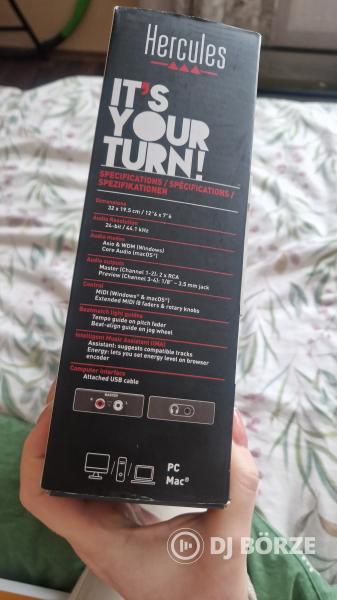 Hercules
IT'S
YOUR
TURN!
SPECIFICATIONS / SPÉCIFICATIONS /
SPEZIFIKATIONEN
Dimensions
32 x 19.5 cm / 12"6 x 7"6
Audio Resolution
24-bit / 44.1 kHz
Audio modes
Asio & WDM (Windows)
Core Audio (macOS®)
Audio outputs
Master (Channel 1-2): 2 x RCA
Preview (Channel 3-4): 1/8" - 3.5 mm jack
Control
MIDI (Windows® & macOS®)
Extended MIDI (8 faders & rotary knobs)
Beatmatch light guides
Tempo guide on pitch fader
Beat-align guide on jog wheel
Intelligent Music Assistant (IMA)
Assistant: suggests compatible tracks
Energy: lets you set energy level on browser
encoder
Computer interface
Attached USB cable
MASTER
PC
Mac®
DJ BÖRZE